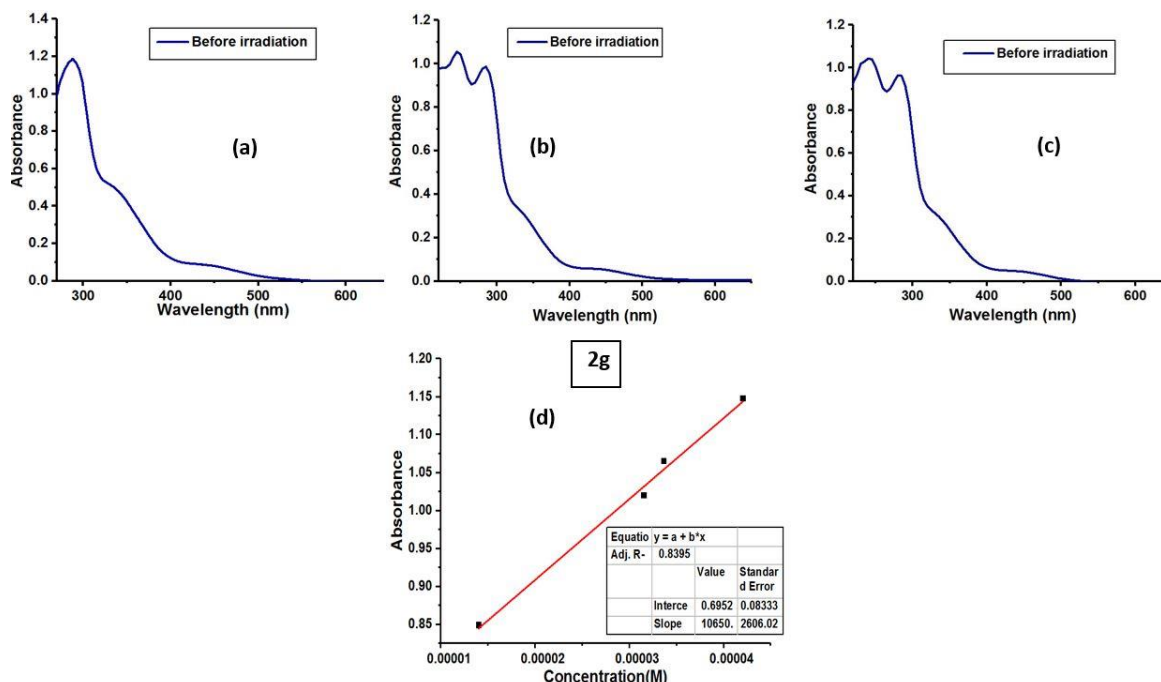 1.4
1.2
1.0
0.8
0.6
0.4
0.2
0.0
Absorbance
Before irradiation
(a)
300 400 500 600
Wavelength (nm)
1.2
1.0
0.8
0.6
0.4
0.2
0.0
Absorbance
Before irradiation
(b)
300 400 500 600
Wavelength (nm)
1.2
1.0
0.8
0.6
0.4
0.2
0.0
Absorbance
Before irradiation
(c)
300 400 500 600
Wavelength (nm)
2g
(d)
1.20
1.15
1.10
1.05
1.00
0.95
0.90
0.85
Absorbance
Equatio y = a + b*x
Adj. R- 0.8395
Value Standar
d Error
Interce 0.6952 0.08333
Slope 10650. 2606.02
0.00001 0.00002 0.00003 0.00004
Concentration(M)